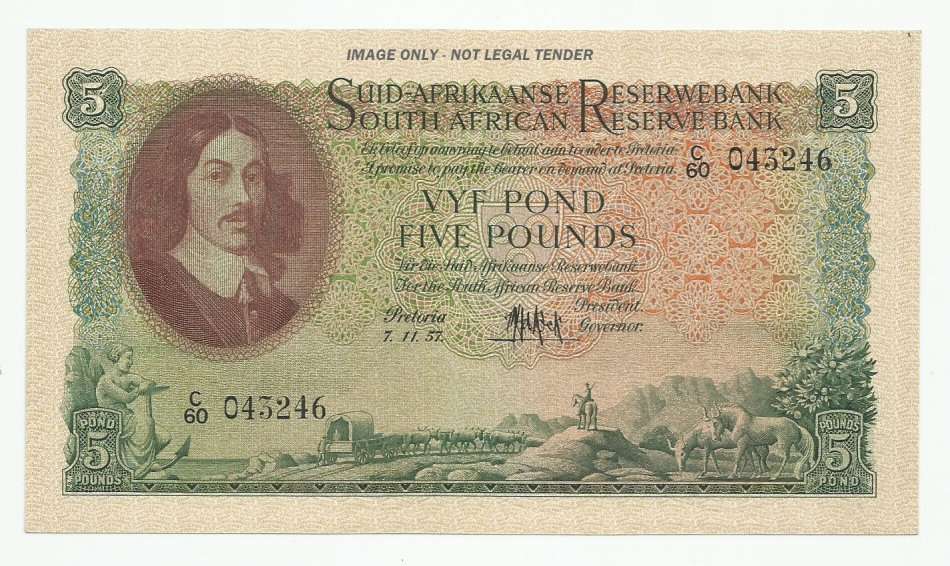 IMAGE ONLY - NOT LEGAL TENDER
5
5
SUID-AFRIKAANSE RESERWEBANK
SOUTH AFRICAN RESERVE BANK
Ek beloof op aanvraag te betaal aan toonder te Pretoria.
I promise to pay the Bearer on demand at Pretoria.
C/60 043246
VYF POND
FIVE POUNDS
Vir Die Suid-Afrikaanse Reserwebank.
For the South African Reserve Bank.
Pretoria
7. 11. 57.
President.
Governor.
C/60 043246
POND
5
POUNDS
POUNDS
5
POND